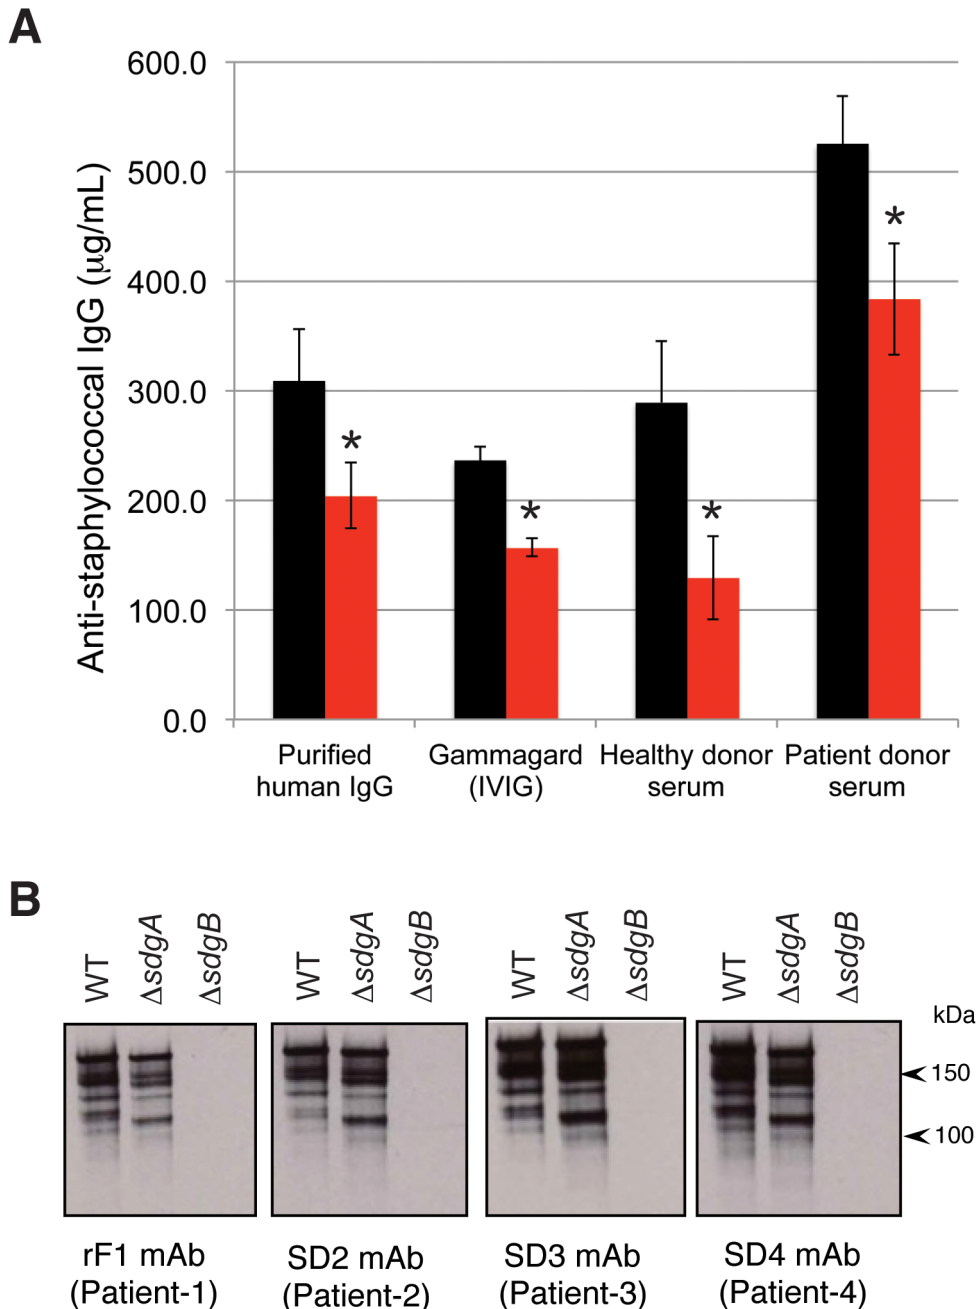 A
Anti-staphylococcal IgG (µg/mL)
600.0
500.0
400.0
300.0
200.0
100.0
0.0
*
*
*
*
Purified
human IgG
Gammagard
(IVIG)
Healthy donor
serum
Patient donor
serum
B
WT
ΔsdgA
ΔsdgB
WT
ΔsdgA
ΔsdgB
WT
ΔsdgA
ΔsdgB
WT
ΔsdgA
ΔsdgB
kDa
150
100
rF1 mAb
(Patient-1)
SD2 mAb
(Patient-2)
SD3 mAb
(Patient-3)
SD4 mAb
(Patient-4)